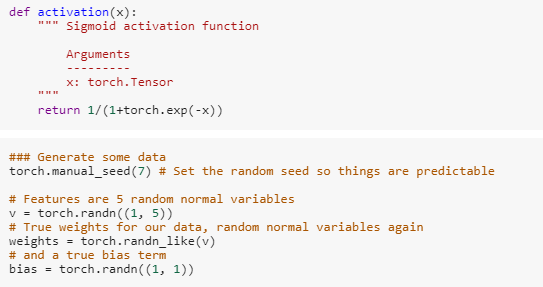 def activation(x):
    """ Sigmoid activation function

        Arguments
        ---------
        x: torch.Tensor
    """
    return 1/(1+torch.exp(-x))

### Generate some data
torch.manual_seed(7) # Set the random seed so things are predictable

# Features are 5 random normal variables
v = torch.randn((1, 5))
# True weights for our data, random normal variables again
weights = torch.randn_like(v)
# and a true bias term
bias = torch.randn((1, 1))